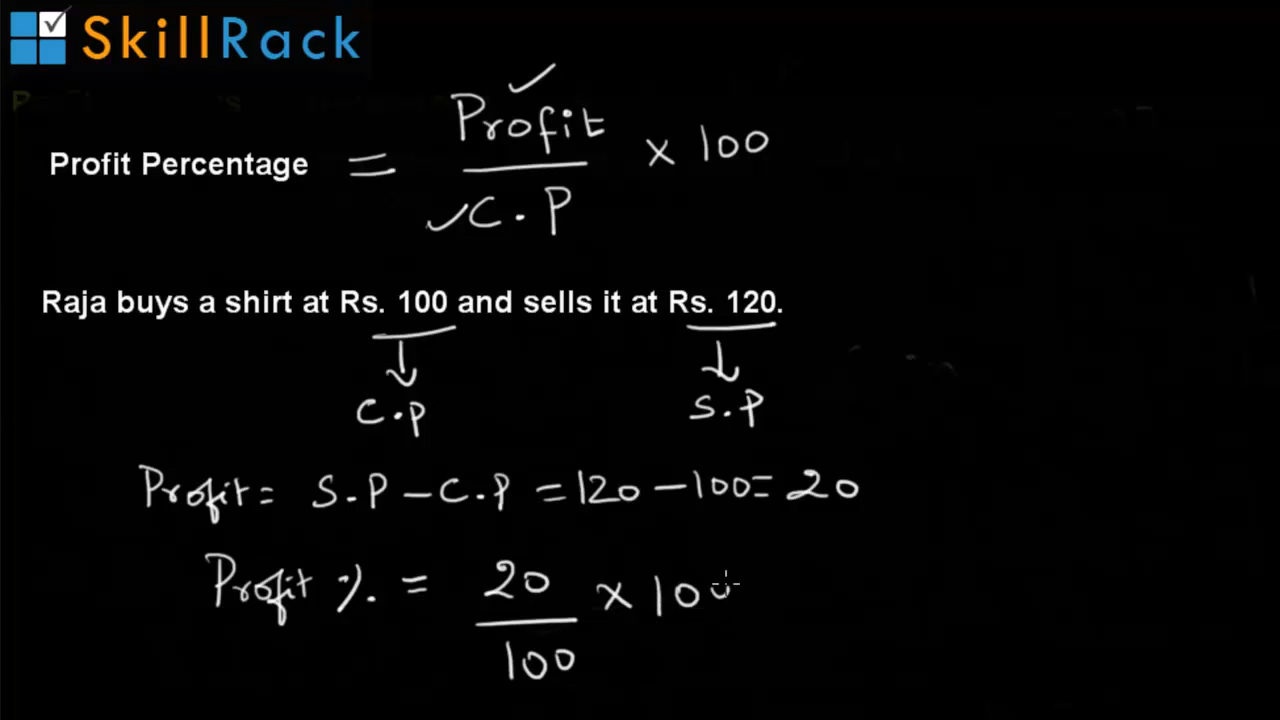 SkillRack
Profit Percentage = Profit / C.P × 100
Raja buys a shirt at Rs. 100 and sells it at Rs. 120.
C.P S.P
Profit = S.P - C.P = 120 - 100 = 20
Profit %. = 20 / 100 × 10